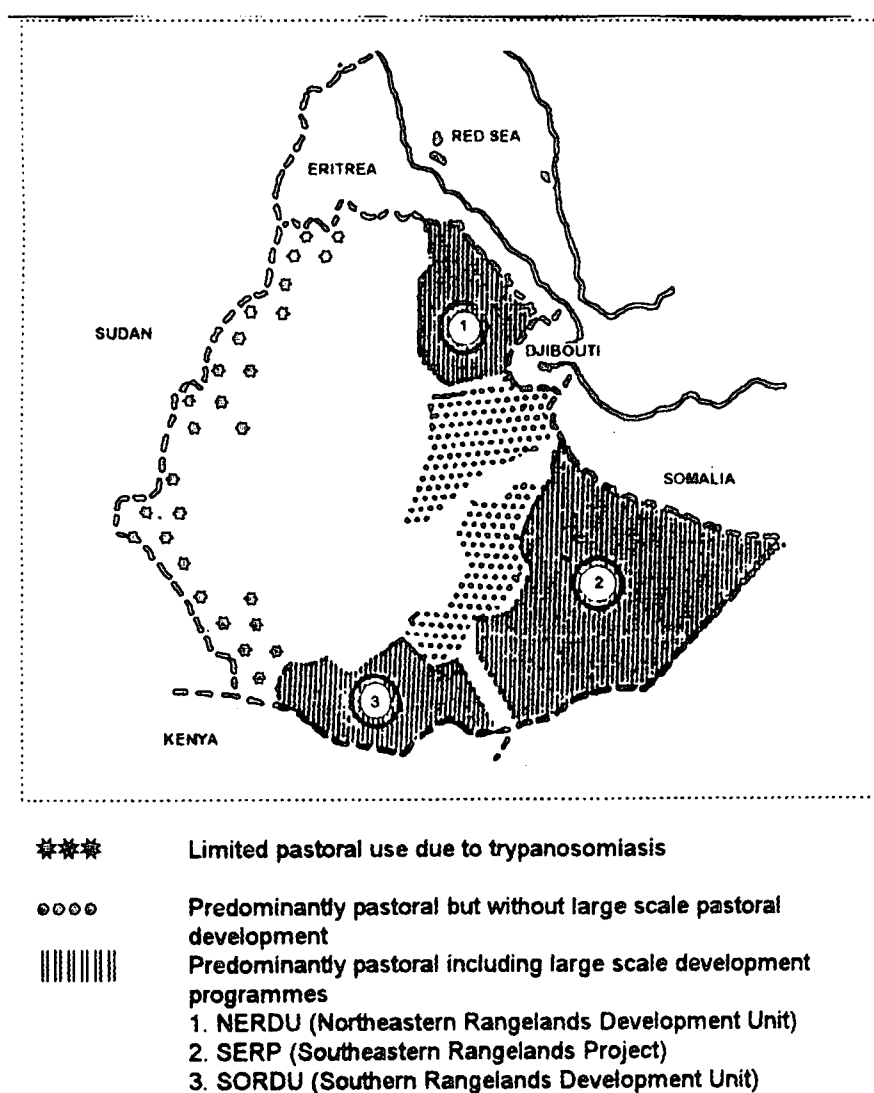 RED SEA
ERITREA
SUDAN
1
DJIBOUTI
SOMALIA
2
3
KENYA
Limited pastoral use due to trypanosomiasis
Predominantly pastoral but without large scale pastoral
development
Predominantly pastoral including large scale development
programmes
1. NERDU (Northeastern Rangelands Development Unit)
2. SERP (Southeastern Rangelands Project)
3. SORDU (Southern Rangelands Development Unit)